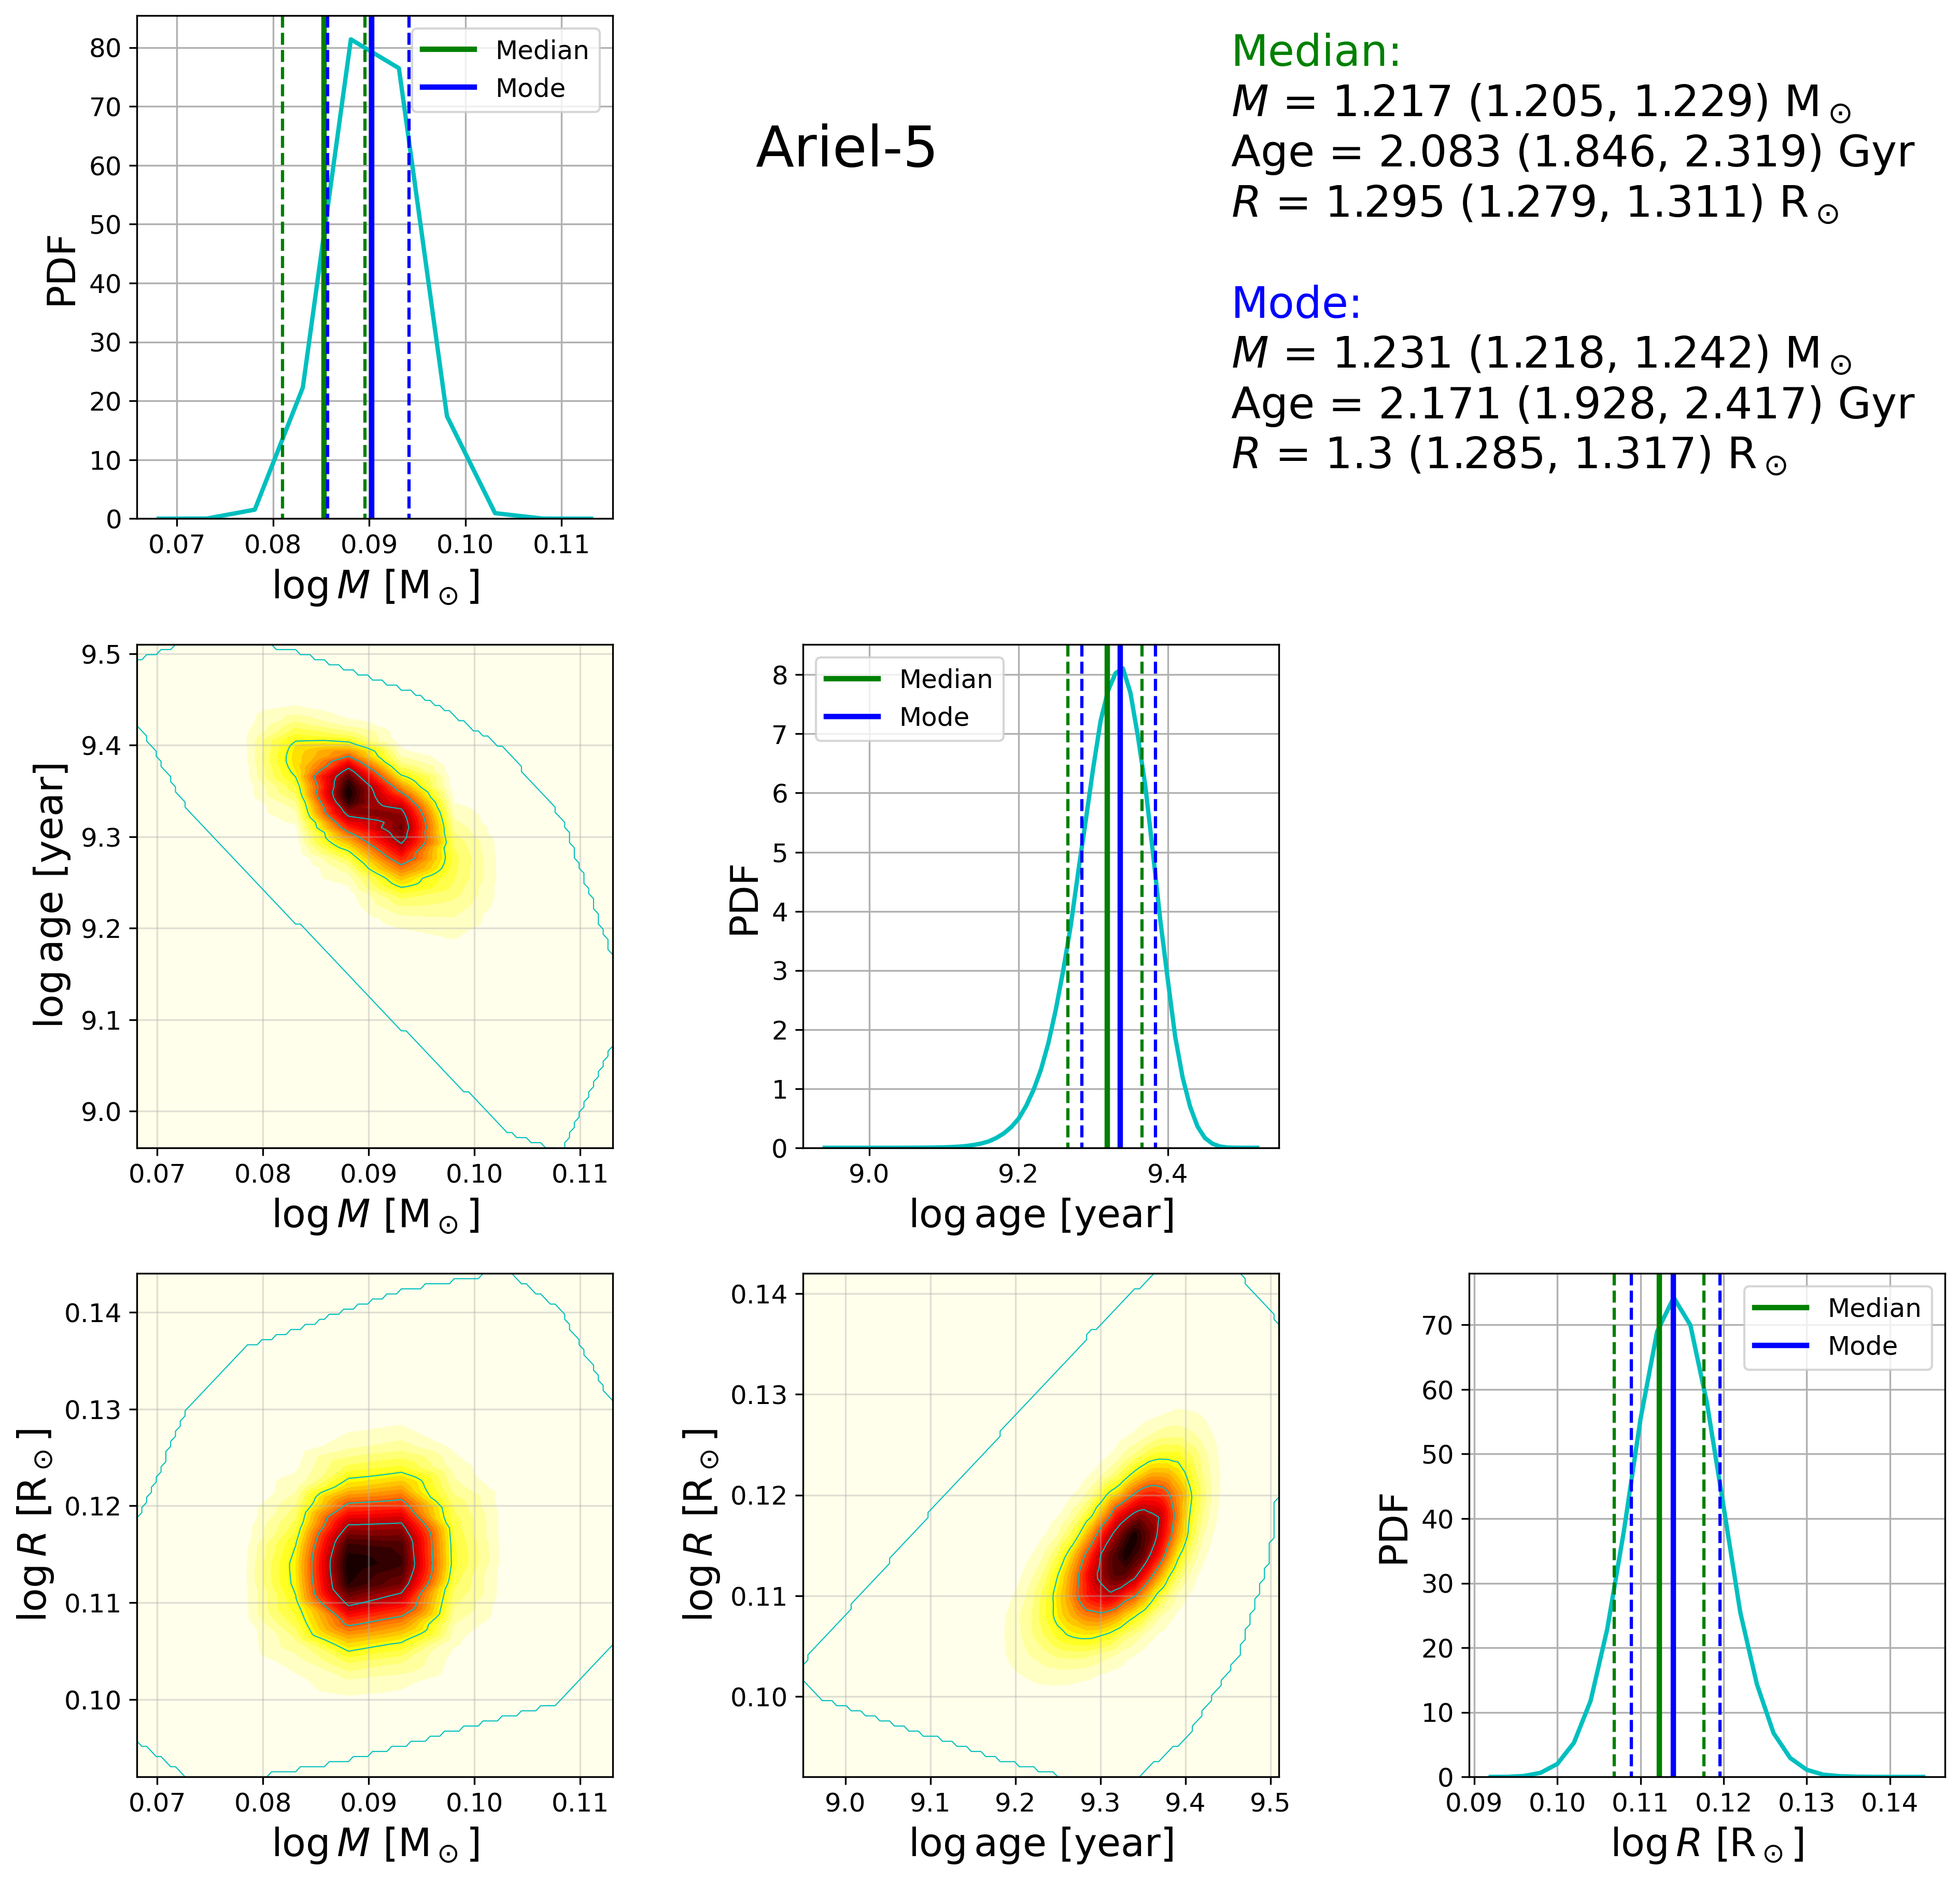 80
70
60
50
40
30
20
10
0
PDF
Median
Mode
0.07 0.08 0.09 0.10 0.11
log M [M⊙]
Ariel-5
Median:
M = 1.217 (1.205, 1.229) M⊙
Age = 2.083 (1.846, 2.319) Gyr
R = 1.295 (1.279, 1.311) R⊙
Mode:
M = 1.231 (1.218, 1.242) M⊙
Age = 2.171 (1.928, 2.417) Gyr
R = 1.3 (1.285, 1.317) R⊙
9.5
9.4
9.3
9.2
9.1
9.0
log age [year]
0.07 0.08 0.09 0.10 0.11
log M [M⊙]
8
7
6
5
4
3
2
1
0
PDF
Median
Mode
9.0 9.2 9.4
log age [year]
0.14
0.13
0.12
0.11
0.10
log R [R⊙]
0.07 0.08 0.09 0.10 0.11
log M [M⊙]
0.14
0.13
0.12
0.11
0.10
log R [R⊙]
9.0 9.1 9.2 9.3 9.4 9.5
log age [year]
70
60
50
40
30
20
10
0
PDF
Median
Mode
0.09 0.10 0.11 0.12 0.13 0.14
log R [R⊙]